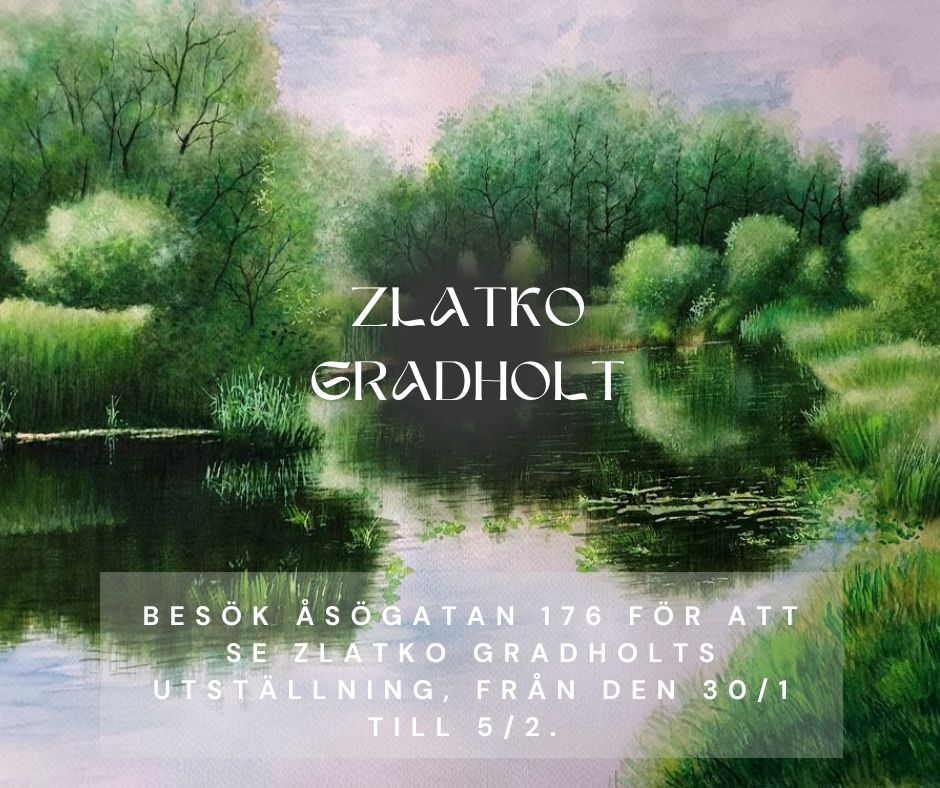 ZLATKO
GRADHOLT
BESÖK ÅSÖGATAN 176 FÖR ATT
SE ZLATKO GRADHOLTS
UTSTÄLLNING, FRÅN DEN 30/1
TILL 5/2.